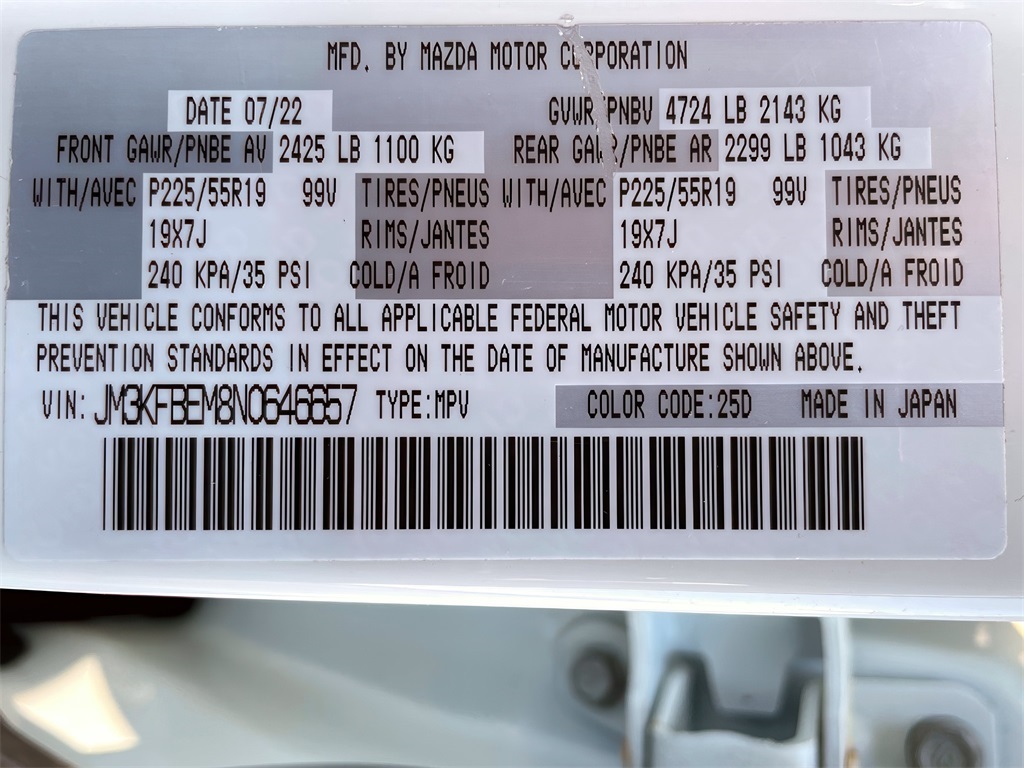 MFD. BY MAZDA MOTOR CORPORATION
DATE 07/22 GVWR/PNBV 4724 LB 2143 KG
FRONT GAWR/PNBE AV 2425 LB 1100 KG REAR GAWR/PNBE AR 2299 LB 1043 KG
WITH/AVEC P225/55R19 99V TIRES/PNEUS WITH/AVEC P225/55R19 99V TIRES/PNEUS
19X7J RIMS/JANTES 19X7J RIMS/JANTES
240 KPA/35 PSI COLD/A FROID 240 KPA/35 PSI COLD/A FROID
THIS VEHICLE CONFORMS TO ALL APPLICABLE FEDERAL MOTOR VEHICLE SAFETY AND THEFT
PREVENTION STANDARDS IN EFFECT ON THE DATE OF MANUFACTURE SHOWN ABOVE.
VIN: JM3KFBEM8N0646657 TYPE:MPV COLOR CODE:25D MADE IN JAPAN